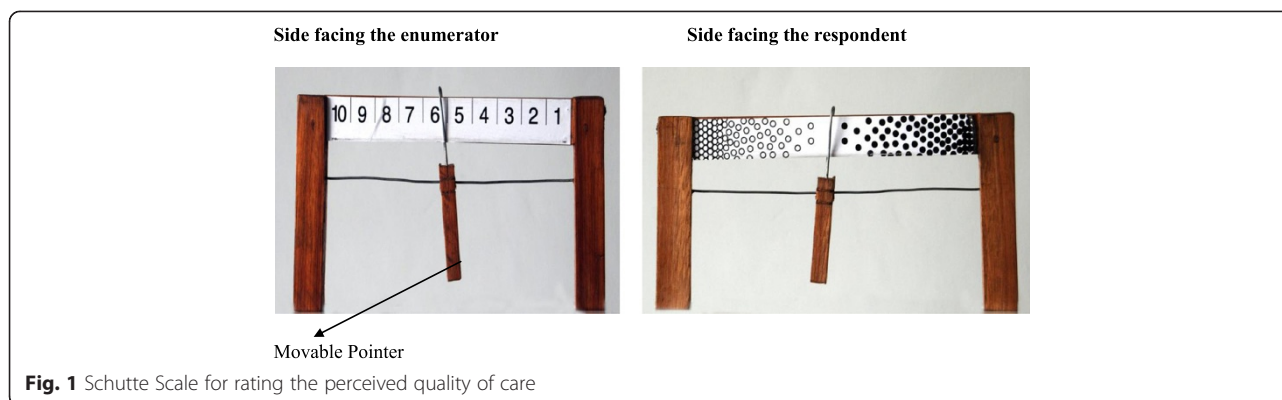 Side facing the enumerator
Side facing the respondent
10 9 8 7 6 5 4 3 2 1
Movable Pointer
Fig. 1 Schutte Scale for rating the perceived quality of care